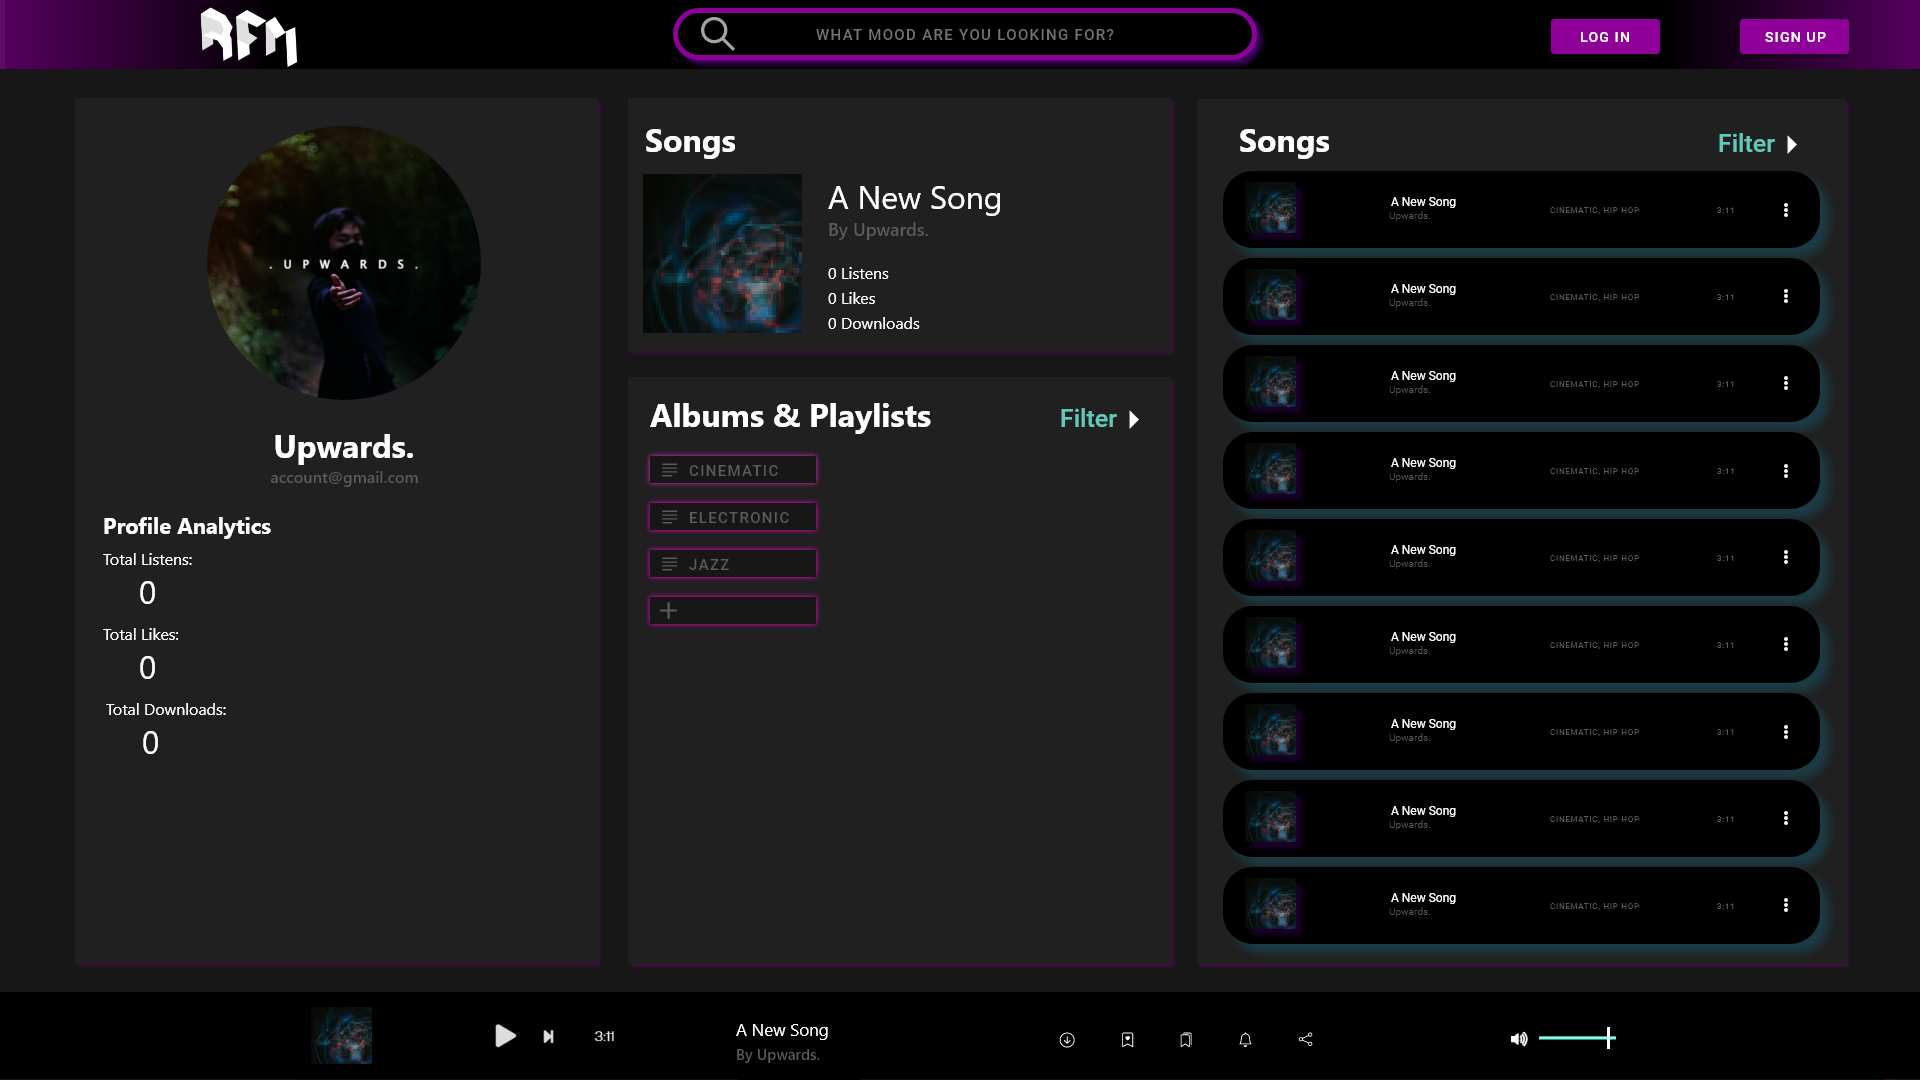 RFM
WHAT MOOD ARE YOU LOOKING FOR?
LOG IN
SIGN UP
. U P W A R D S .
Upwards.
account@gmail.com
Profile Analytics
Total Listens:
0
Total Likes:
0
Total Downloads:
0
Songs
A New Song
By Upwards.
0 Listens
0 Likes
0 Downloads
Albums & Playlists
Filter
CINEMATIC
ELECTRONIC
JAZZ
Songs
Filter
A New Song
Upwards.
CINEMATIC, HIP HOP
3:11
A New Song
Upwards.
CINEMATIC, HIP HOP
3:11
A New Song
Upwards.
CINEMATIC, HIP HOP
3:11
A New Song
Upwards.
CINEMATIC, HIP HOP
3:11
A New Song
Upwards.
CINEMATIC, HIP HOP
3:11
A New Song
Upwards.
CINEMATIC, HIP HOP
3:11
A New Song
Upwards.
CINEMATIC, HIP HOP
3:11
A New Song
Upwards.
CINEMATIC, HIP HOP
3:11
A New Song
Upwards.
CINEMATIC, HIP HOP
3:11
3:11
A New Song
By Upwards.